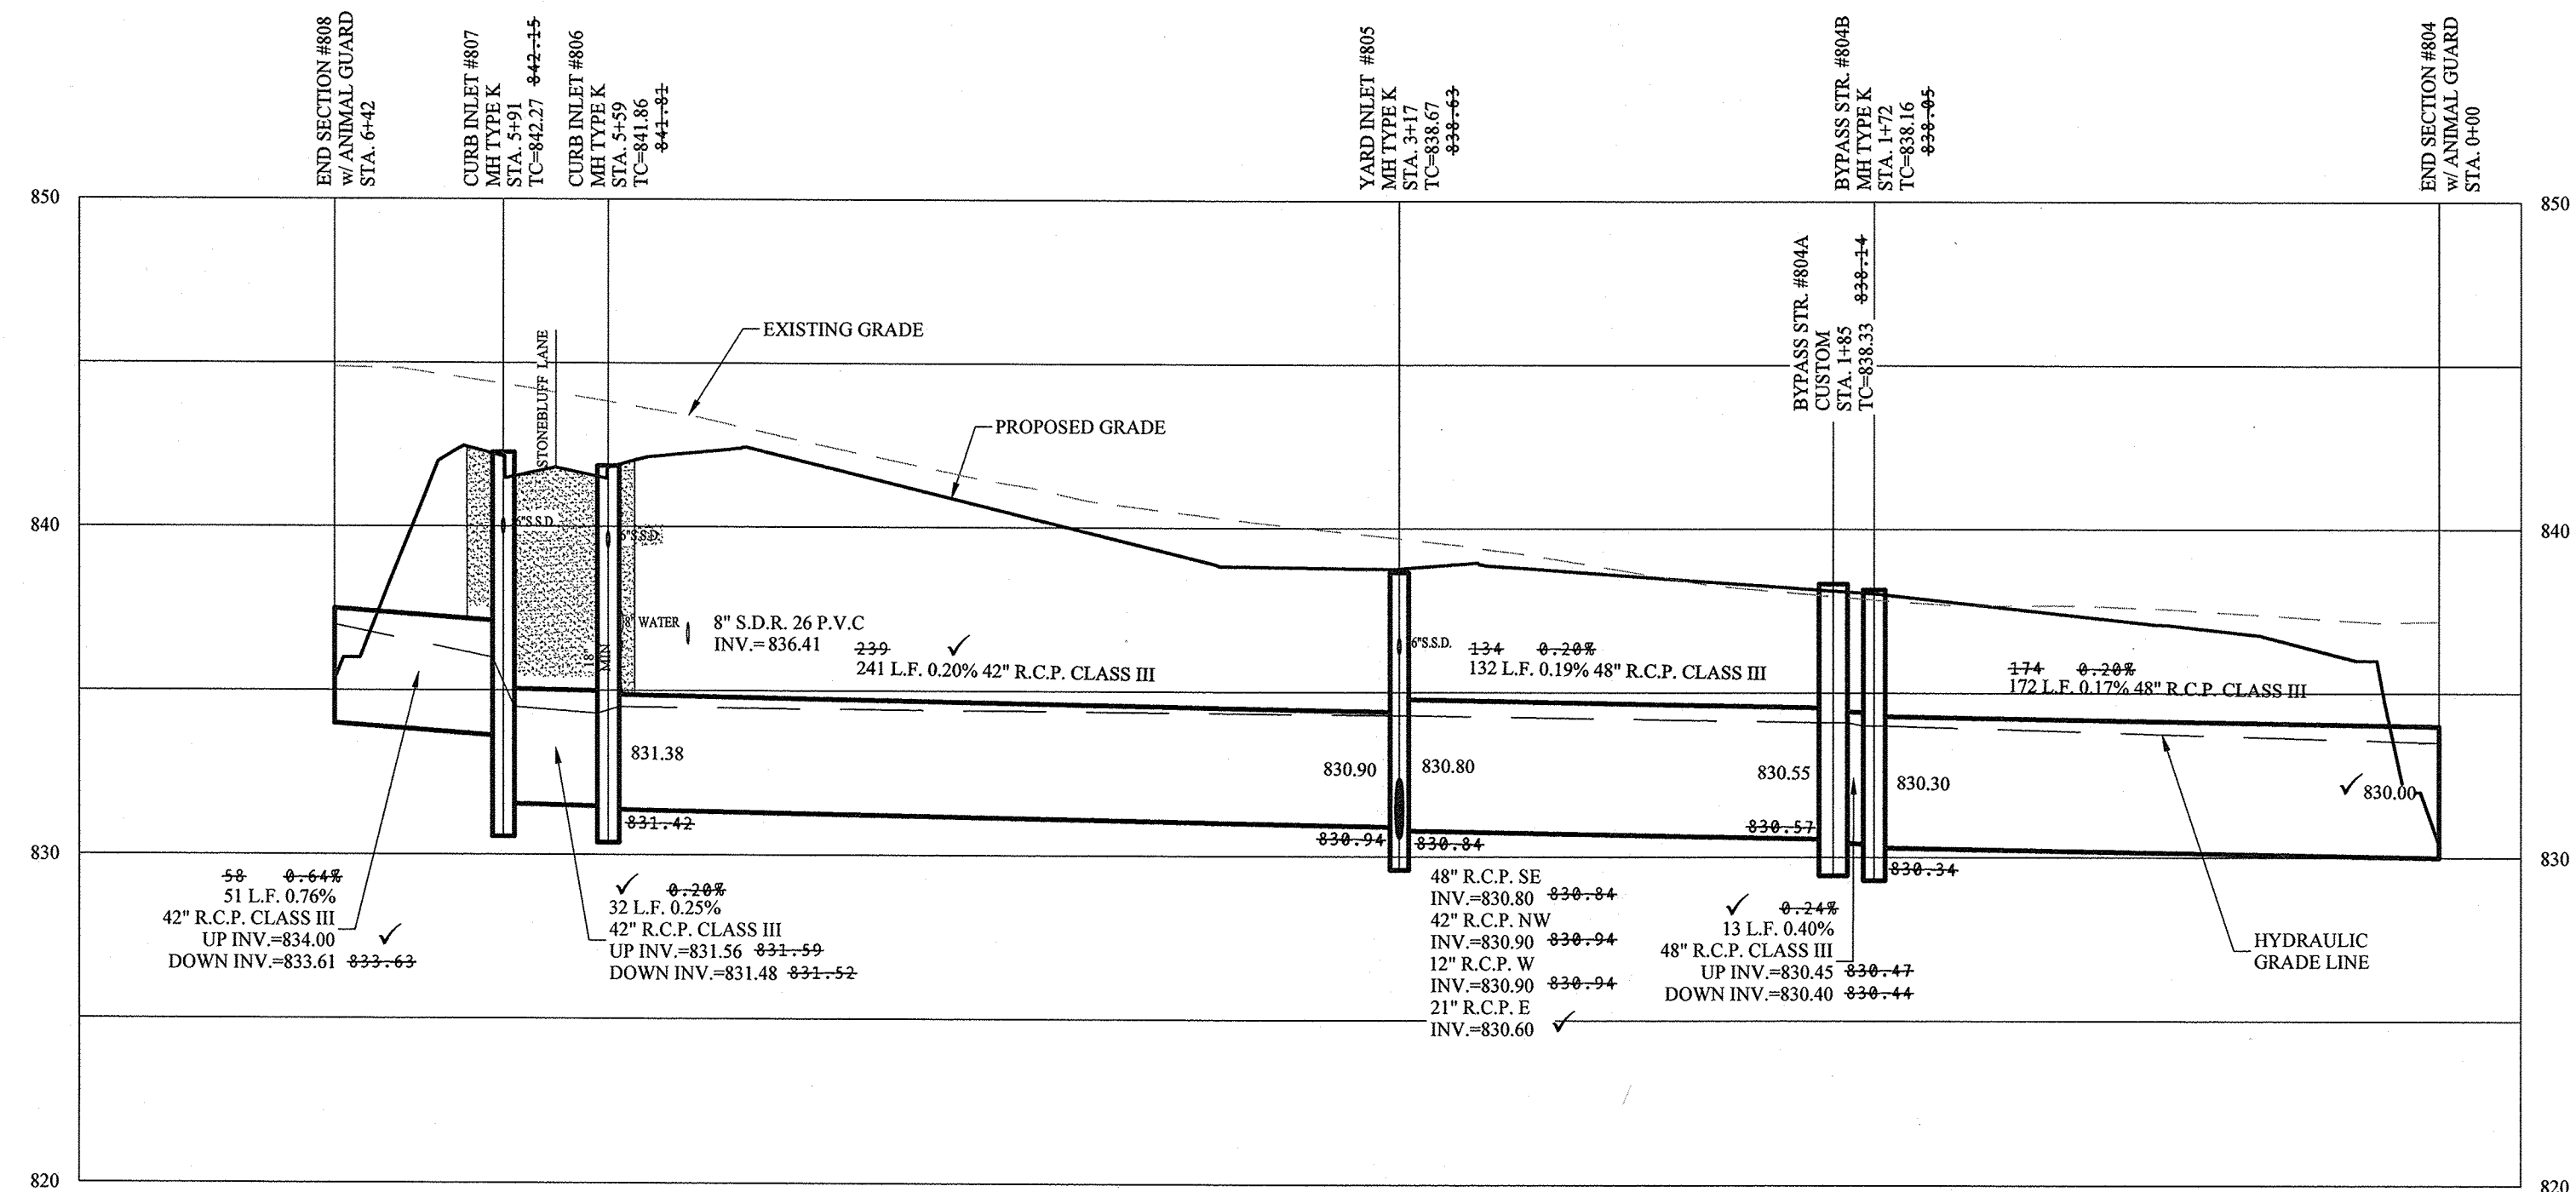 END SECTION #808
w/ ANIMAL GUARD
STA. 6+42
CURB INLET #807
MH TYPE K
STA. 5+91
TC=842.27 842.15
CURB INLET #806
MH TYPE K
STA. 5+59
TC=841.86
841.81
YARD INLET #805
MH TYPE K
STA. 3+17
TC=838.67
838.63
BYPASS STR. #804B
MH TYPE K
STA. 1+72
TC=838.16
838.05
END SECTION #804
w/ ANIMAL GUARD
STA. 0+00
850
850
BYPASS STR. #804A
CUSTOM
STA. 1+85
TC=838.33 838.14
STONEBLUFF LANE
EXISTING GRADE
PROPOSED GRADE
840
840
6"S.S.D.
6"S.S.D.
8" WATER
18"
MIN
8" S.D.R. 26 P.V.C
INV.= 836.41
239 ✓
241 L.F. 0.20% 42" R.C.P. CLASS III
6"S.S.D.
134 0.20%
132 L.F. 0.19% 48" R.C.P. CLASS III
174 0.20%
172 L.F. 0.17% 48" R.C.P. CLASS III
831.38
831.42
830.90
830.94
830.80
830.84
830.55
830.57
830.30
830.34
✓ 830.00
830
830
58 0.64%
51 L.F. 0.76%
42" R.C.P. CLASS III
UP INV.=834.00 ✓
DOWN INV.=833.61 833.63
✓ 0.20%
32 L.F. 0.25%
42" R.C.P. CLASS III
UP INV.=831.56 831.59
DOWN INV.=831.48 831.52
48" R.C.P. SE
INV.=830.80 830.84
42" R.C.P. NW
INV.=830.90 830.94
12" R.C.P. W
INV.=830.90 830.94
21" R.C.P. E
INV.=830.60 ✓
✓ 0.24%
13 L.F. 0.40%
48" R.C.P. CLASS III
UP INV.=830.45 830.47
DOWN INV.=830.40 830.44
HYDRAULIC
GRADE LINE
820
820